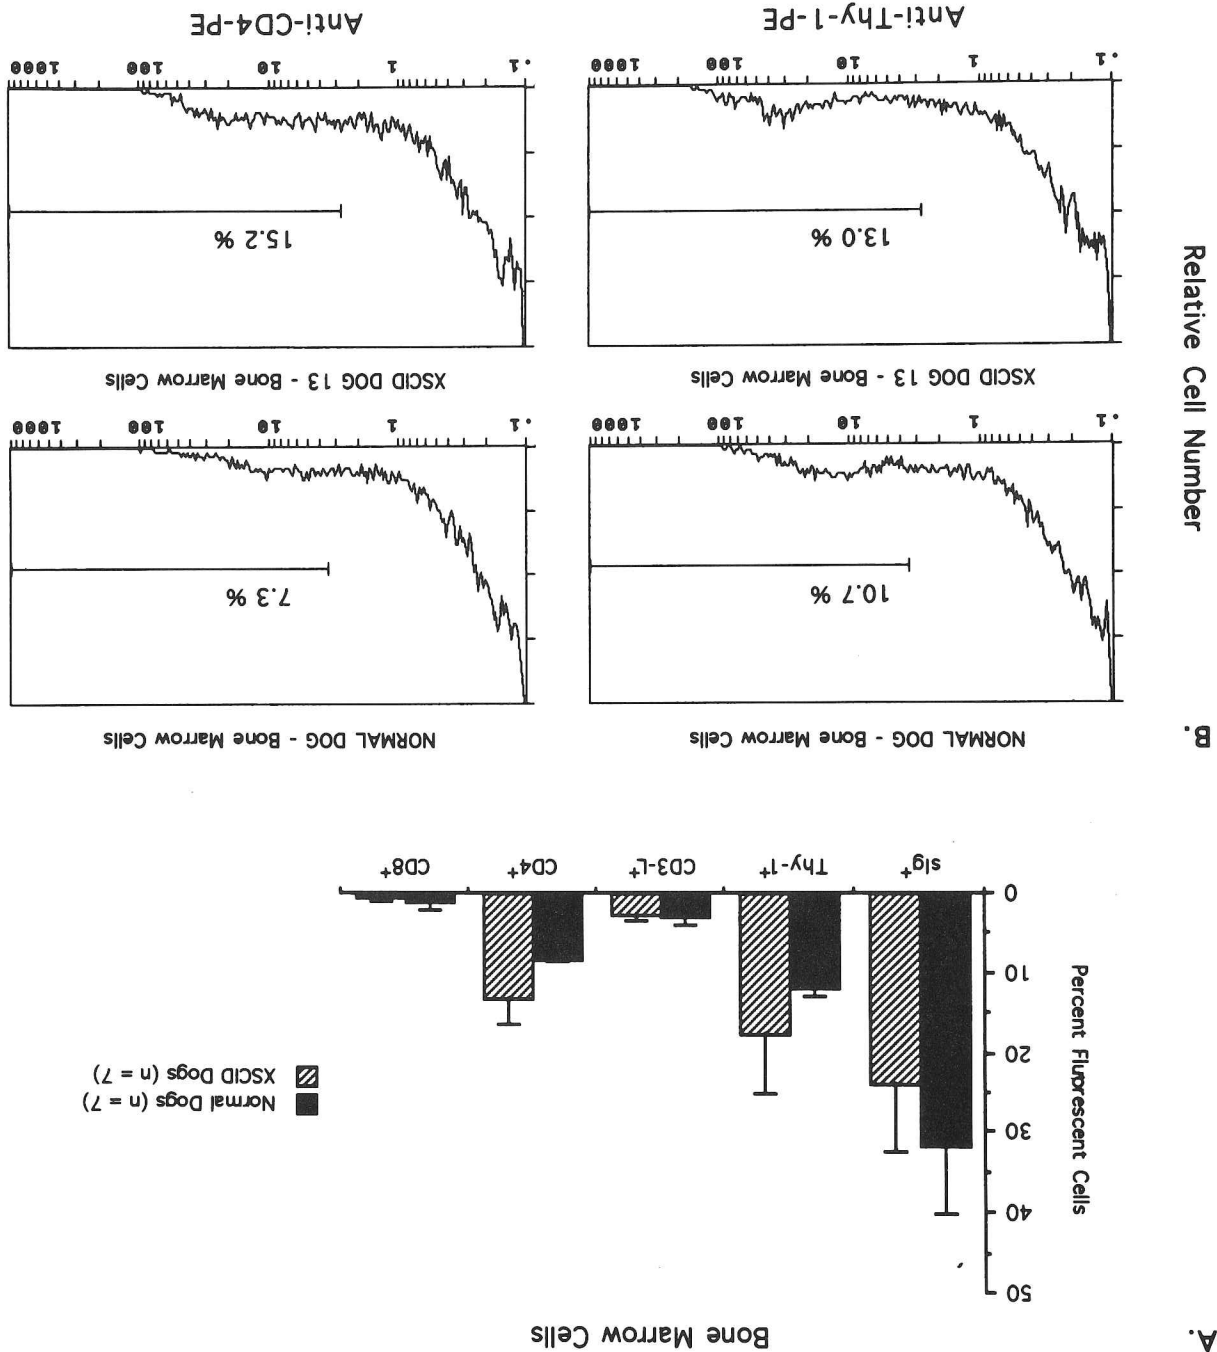 A.
Bone Marrow Cells
50
40
30
20
10
0
Percent Fluorescent Cells
Normal Dogs (n = 7)
XSCID Dogs (n = 7)
sIg+
Thy-1+
CD3-L+
CD4+
CD8+
B.
Relative Cell Number
NORMAL DOG - Bone Marrow Cells
10.7 %
.1 1 10 100 1000
NORMAL DOG - Bone Marrow Cells
7.3 %
.1 1 10 100 1000
XSCID DOG 13 - Bone Marrow Cells
13.0 %
.1 1 10 100 1000
Anti-Thy-1-PE
XSCID DOG 13 - Bone Marrow Cells
15.2 %
.1 1 10 100 1000
Anti-CD4-PE